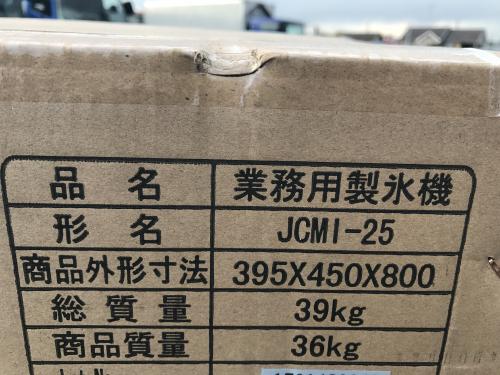 品名 業務用製氷機
形名 JCMI-25
商品外形寸法 395X450X800
総質量 39kg
商品質量 36kg